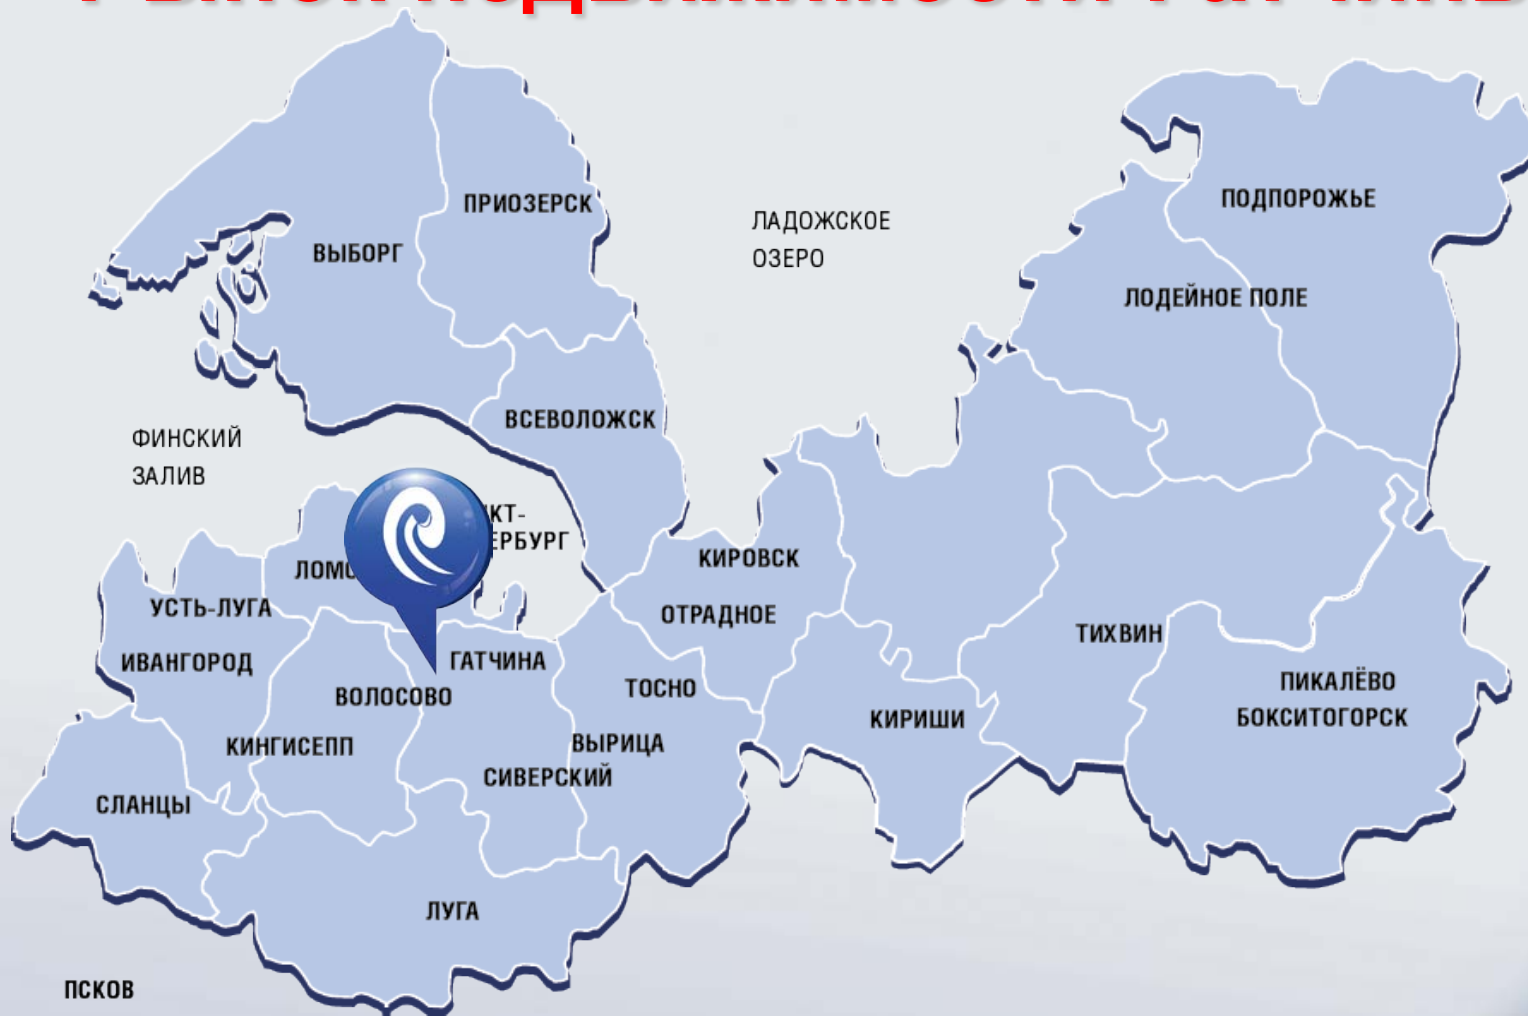 ПРИОЗЕРСК
ВЫБОРГ
ЛАДОЖСКОЕ
ОЗЕРО
ПОДПОРОЖЬЕ
ЛОДЕЙНОЕ ПОЛЕ
ВСЕВОЛОЖСК
ФИНСКИЙ
ЗАЛИВ
КИРОВСК
ОТРАДНОЕ
УСТЬ-ЛУГА
ИВАНГОРОД
ГАТЧИНА
ВОЛОСОВО
ТОСНО
ТИХВИН
ПИКАЛЁВО
БОКСИТОГОРСК
КИРИШИ
КИНГИСЕПП
ВЫРИЦА
СИВЕРСКИЙ
СЛАНЦЫ
ЛУГА
ПСКОВ